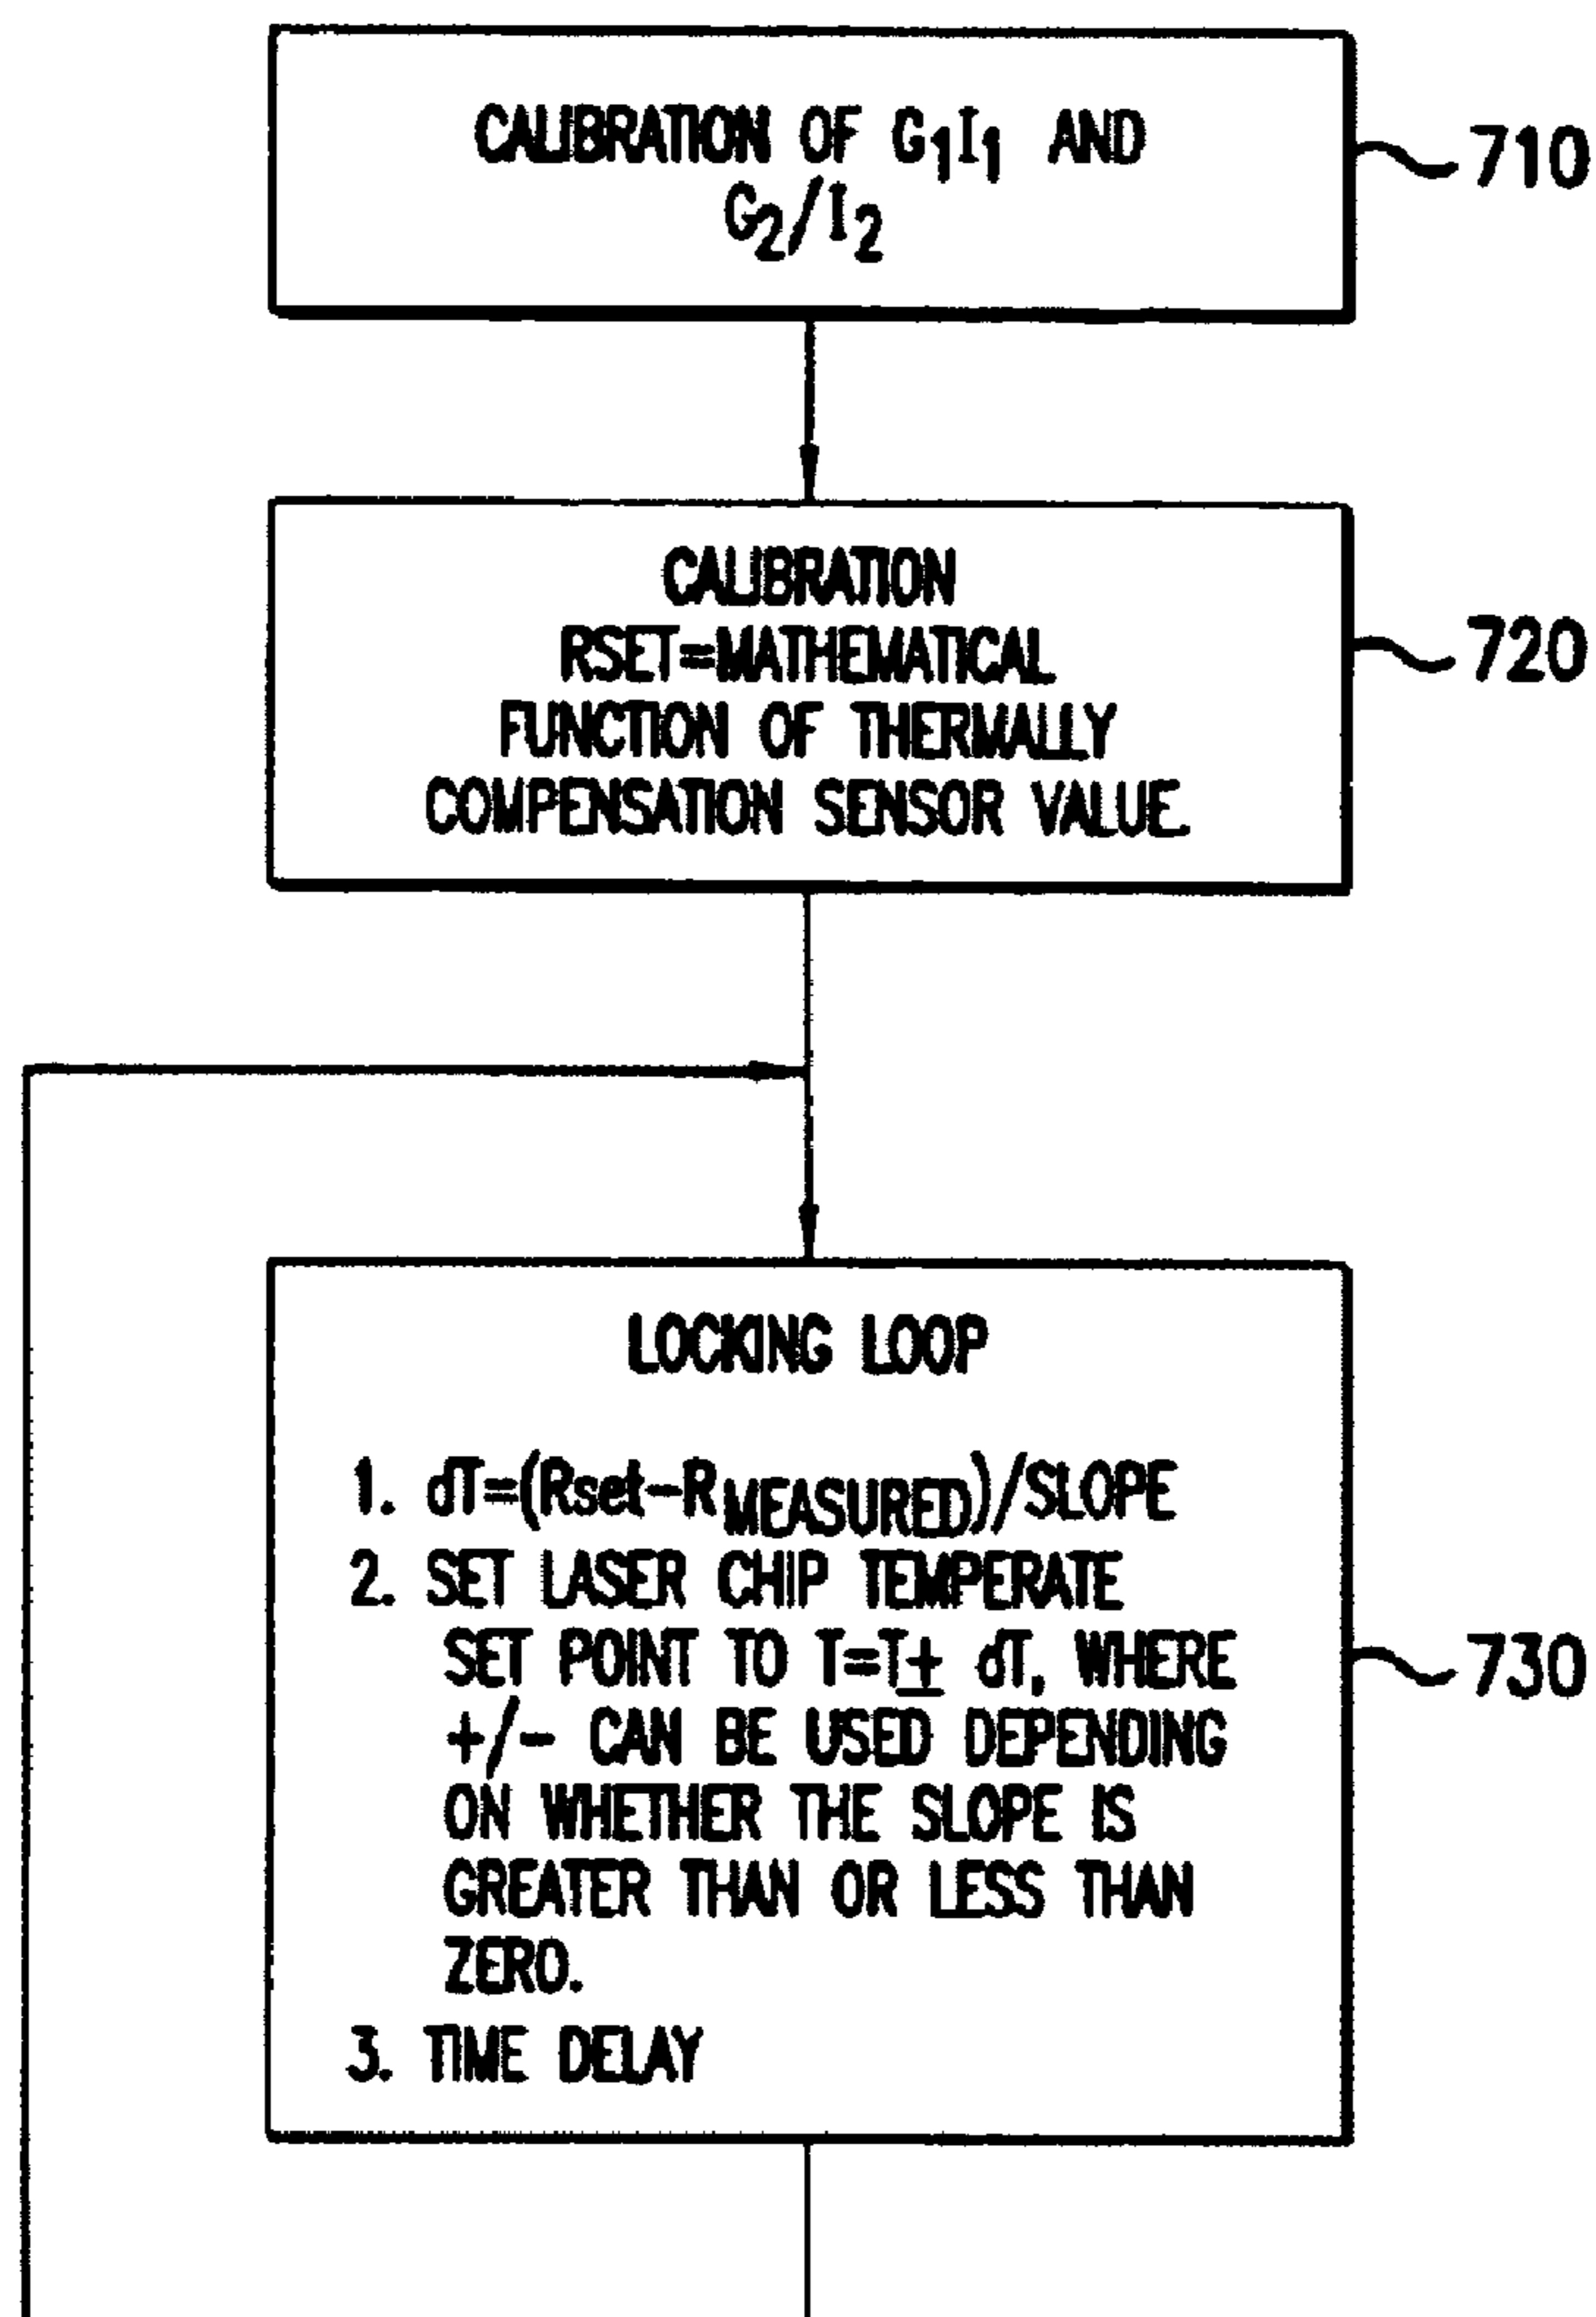 CALIBRATION OF G₁I₁ AND
G₂/I₂
710
CALIBRATION
RSET=MATHEMATICAL
FUNCTION OF THERMALLY
COMPENSATION SENSOR VALUE.
720
LOCKING LOOP
1. dT=(Rset-R MEASURED)/SLOPE
2. SET LASER CHIP TEMPERATE
SET POINT TO T=T± dT, WHERE
+/- CAN BE USED DEPENDING
ON WHETHER THE SLOPE IS
GREATER THAN OR LESS THAN
ZERO.
3. TIME DELAY
730